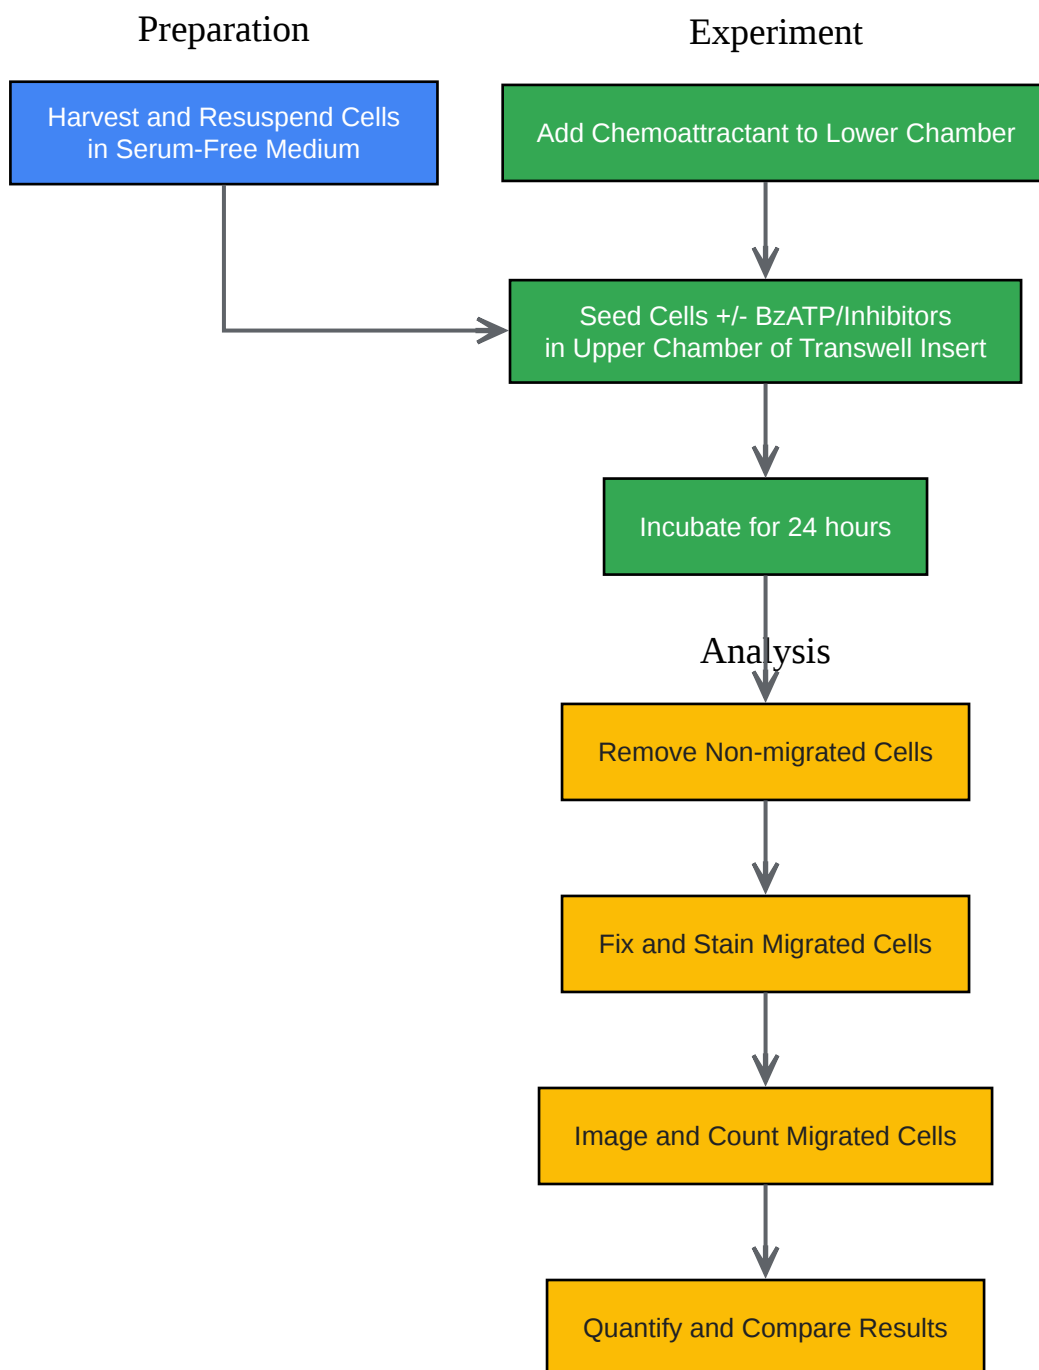 Preparation
Experiment
Harvest and Resuspend Cells
in Serum-Free Medium
Add Chemoattractant to Lower Chamber
Seed Cells +/- BzATP/Inhibitors
in Upper Chamber of Transwell Insert
Incubate for 24 hours
Analysis
Remove Non-migrated Cells
Fix and Stain Migrated Cells
Image and Count Migrated Cells
Quantify and Compare Results